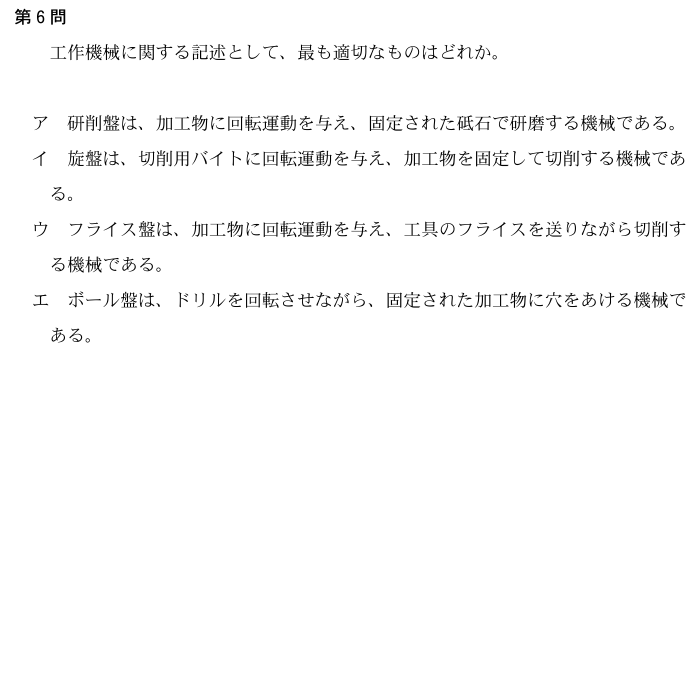 第6問
工作機械に関する記述として、最も適切なものはどれか。
ア 研削盤は、加工物に回転運動を与え、固定された砥石で研磨する機械である。
イ 旋盤は、切削用バイトに回転運動を与え、加工物を固定して切削する機械であ
る。
ウ フライス盤は、加工物に回転運動を与え、工具のフライスを送りながら切削す
る機械である。
エ ボール盤は、ドリルを回転させながら、固定された加工物に穴をあける機械で
ある。